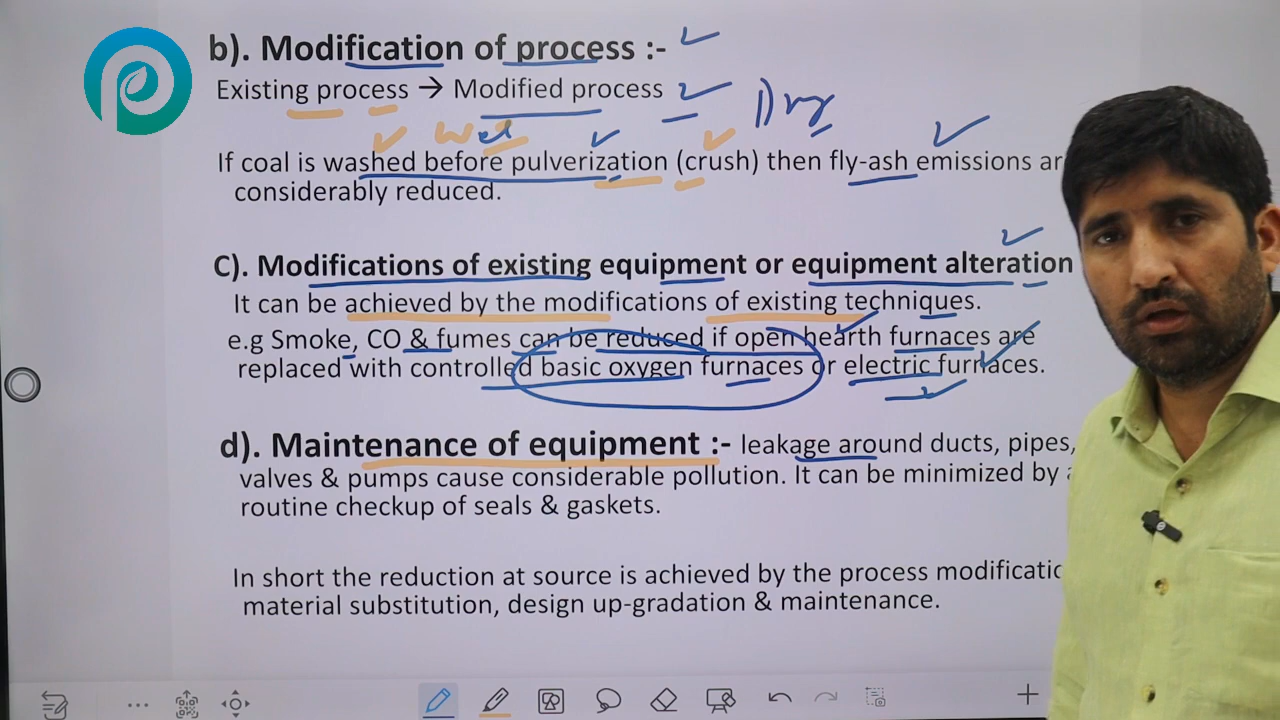 b). Modification of process :-
Existing process → Modified process
Dry
Wet
If coal is washed before pulverization (crush) then fly-ash emissions ar
considerably reduced.
C). Modifications of existing equipment or equipment alteration
It can be achieved by the modifications of existing techniques.
e.g Smoke, CO & fumes can be reduced if open hearth furnaces are
replaced with controlled basic oxygen furnaces or electric furnaces.
d). Maintenance of equipment :- leakage around ducts, pipes,
valves & pumps cause considerable pollution. It can be minimized by a
routine checkup of seals & gaskets.
In short the reduction at source is achieved by the process modificatio
material substitution, design up-gradation & maintenance.